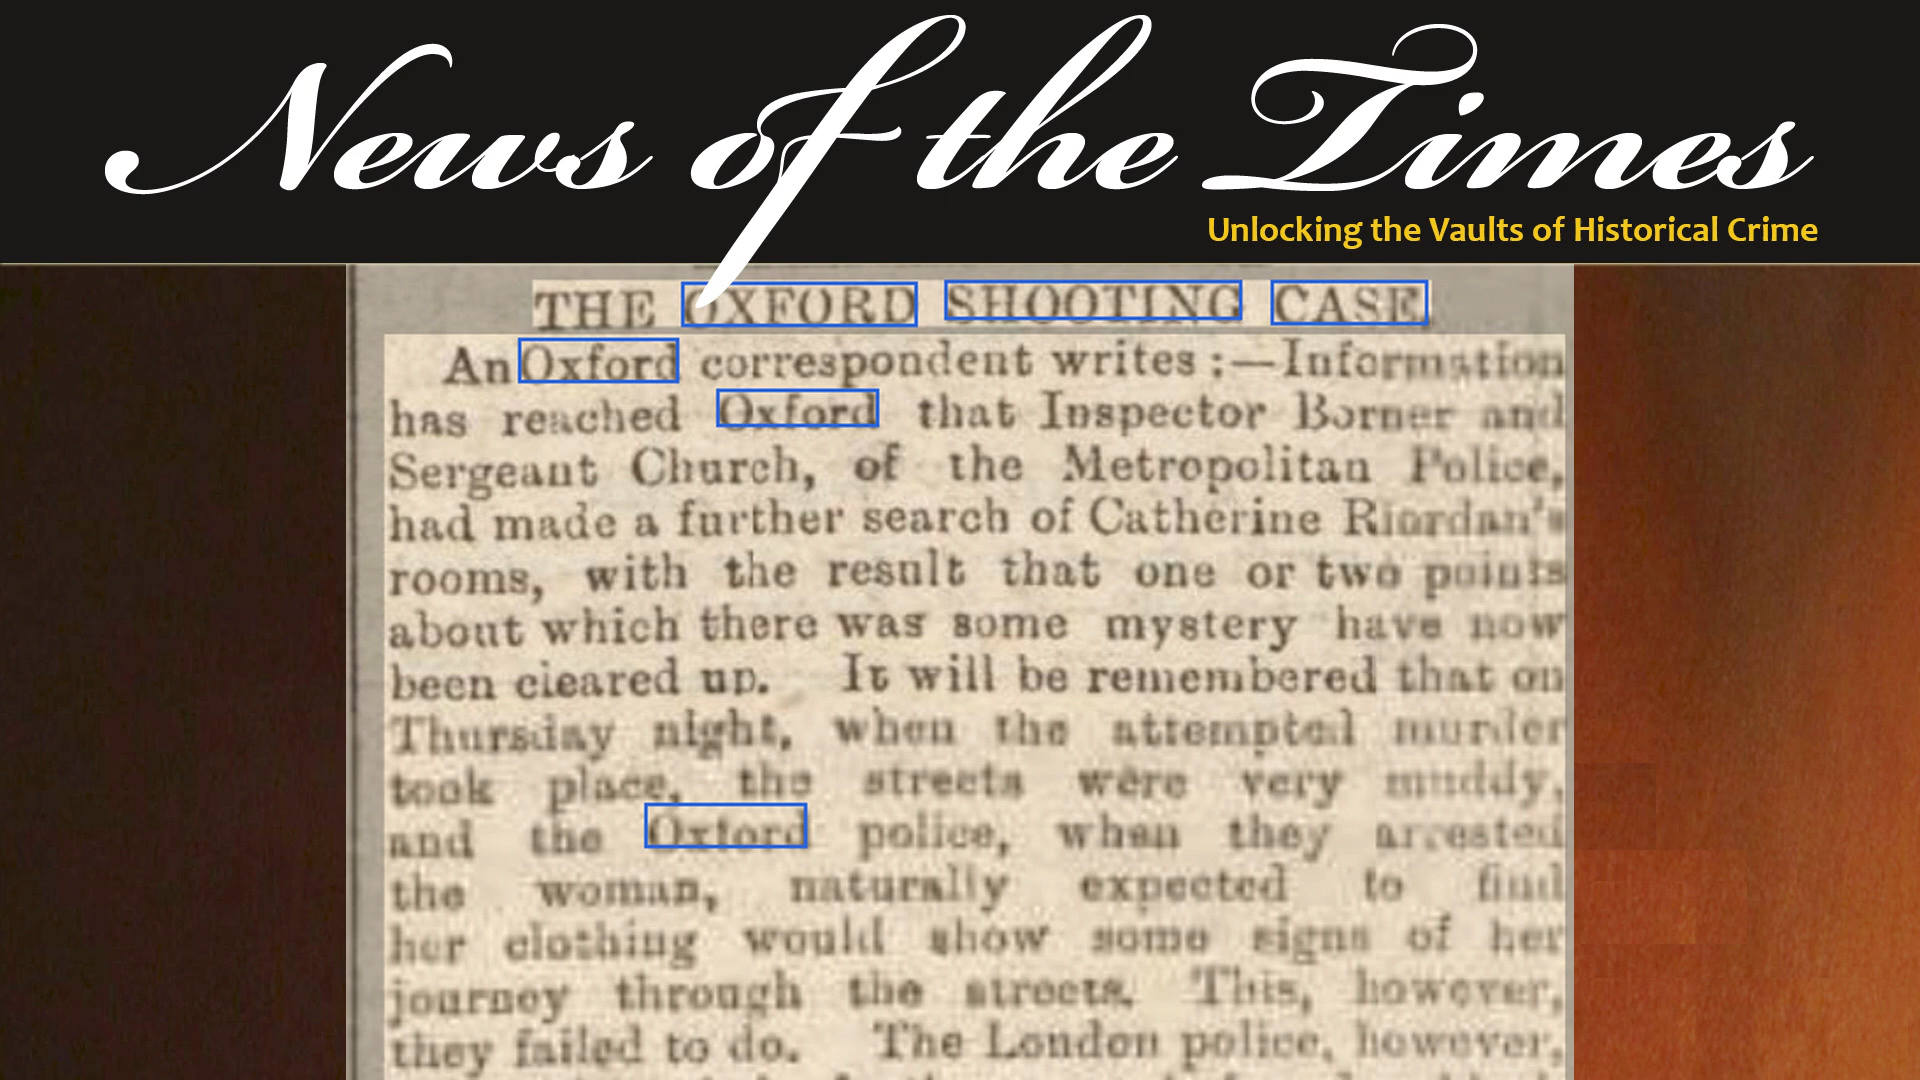 News of the Times
Unlocking the Vaults of Historical Crime
THE OXFORD SHOOTING CASE.
An Oxford correspondent writes :—Information
has reached Oxford that Inspector Borner and
Sergeant Church, of the Metropolitan Police,
had made a further search of Catherine Riordan's
rooms, with the result that one or two points
about which there was some mystery have now
been cleared up. It will be remembered that on
Thursday night, when the attempted murder
took place, the streets were very muddy,
and the Oxford police, when they arrested
the woman, naturally expected to find
her clothing would show some signs of her
journey through the streets. This, however,
they failed to do. The London police, however,